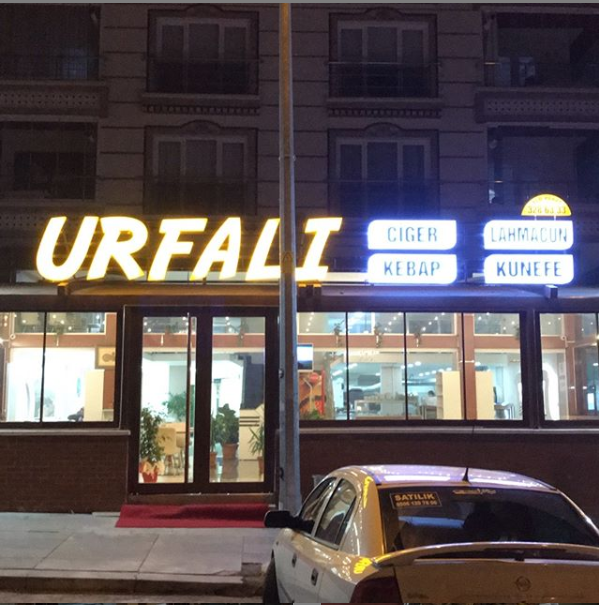 URFALI
CIGER
LAHMACUN
KEBAP
KUNEFE
SATILIK